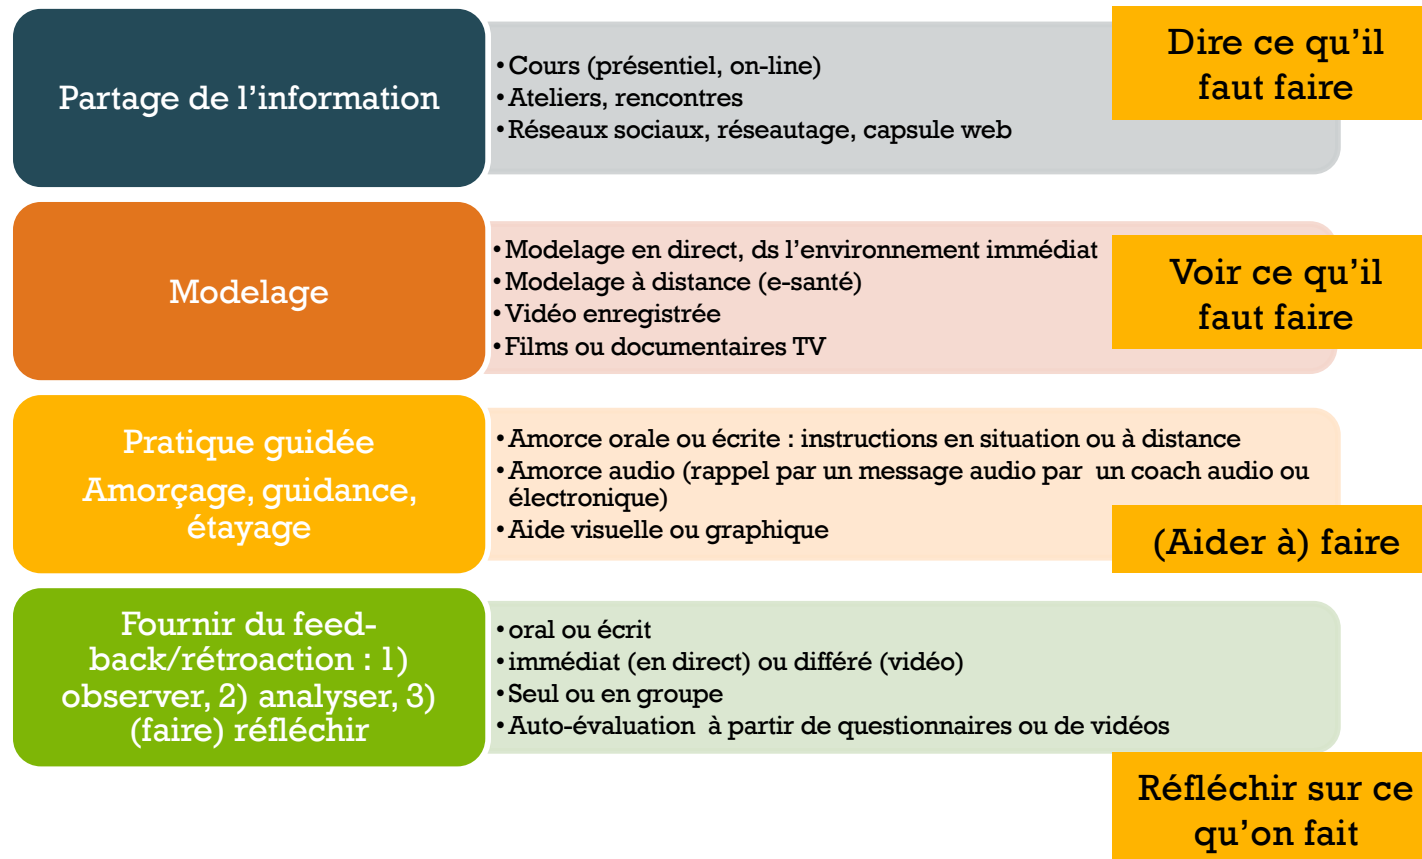 Partage de l'information
• Cours (présentiel, on-line)
• Ateliers, rencontres
• Réseaux sociaux, réseautage, capsule web
Dire ce qu'il
faut faire
Modelage
• Modelage en direct, ds l'environnement immédiat
• Modelage à distance (e-santé)
• Vidéo enregistrée
• Films ou documentaires TV
Voir ce qu'il
faut faire
Pratique guidée
Amorçage, guidance,
étayage
• Amorce orale ou écrite : instructions en situation ou à distance
• Amorce audio (rappel par un message audio par un coach audio ou
électronique)
• Aide visuelle ou graphique
(Aider à) faire
Fournir du feed-
back/rétroaction : 1)
observer, 2) analyser, 3)
(faire) réfléchir
• oral ou écrit
• immédiat (en direct) ou différé (vidéo)
• Seul ou en groupe
• Auto-évaluation à partir de questionnaires ou de vidéos
Réfléchir sur ce
qu'on fait